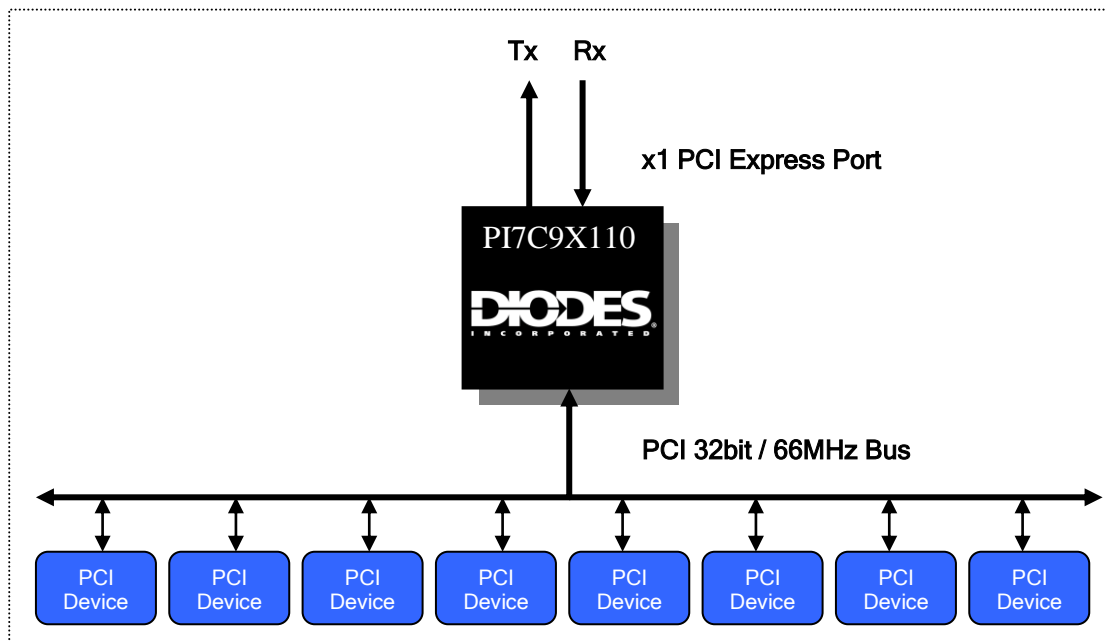 Tx Rx
x1 PCI Express Port
PI7C9X110
DIODES®
INCORPORATED
PCI 32bit / 66MHz Bus
PCI Device
PCI Device
PCI Device
PCI Device
PCI Device
PCI Device
PCI Device
PCI Device